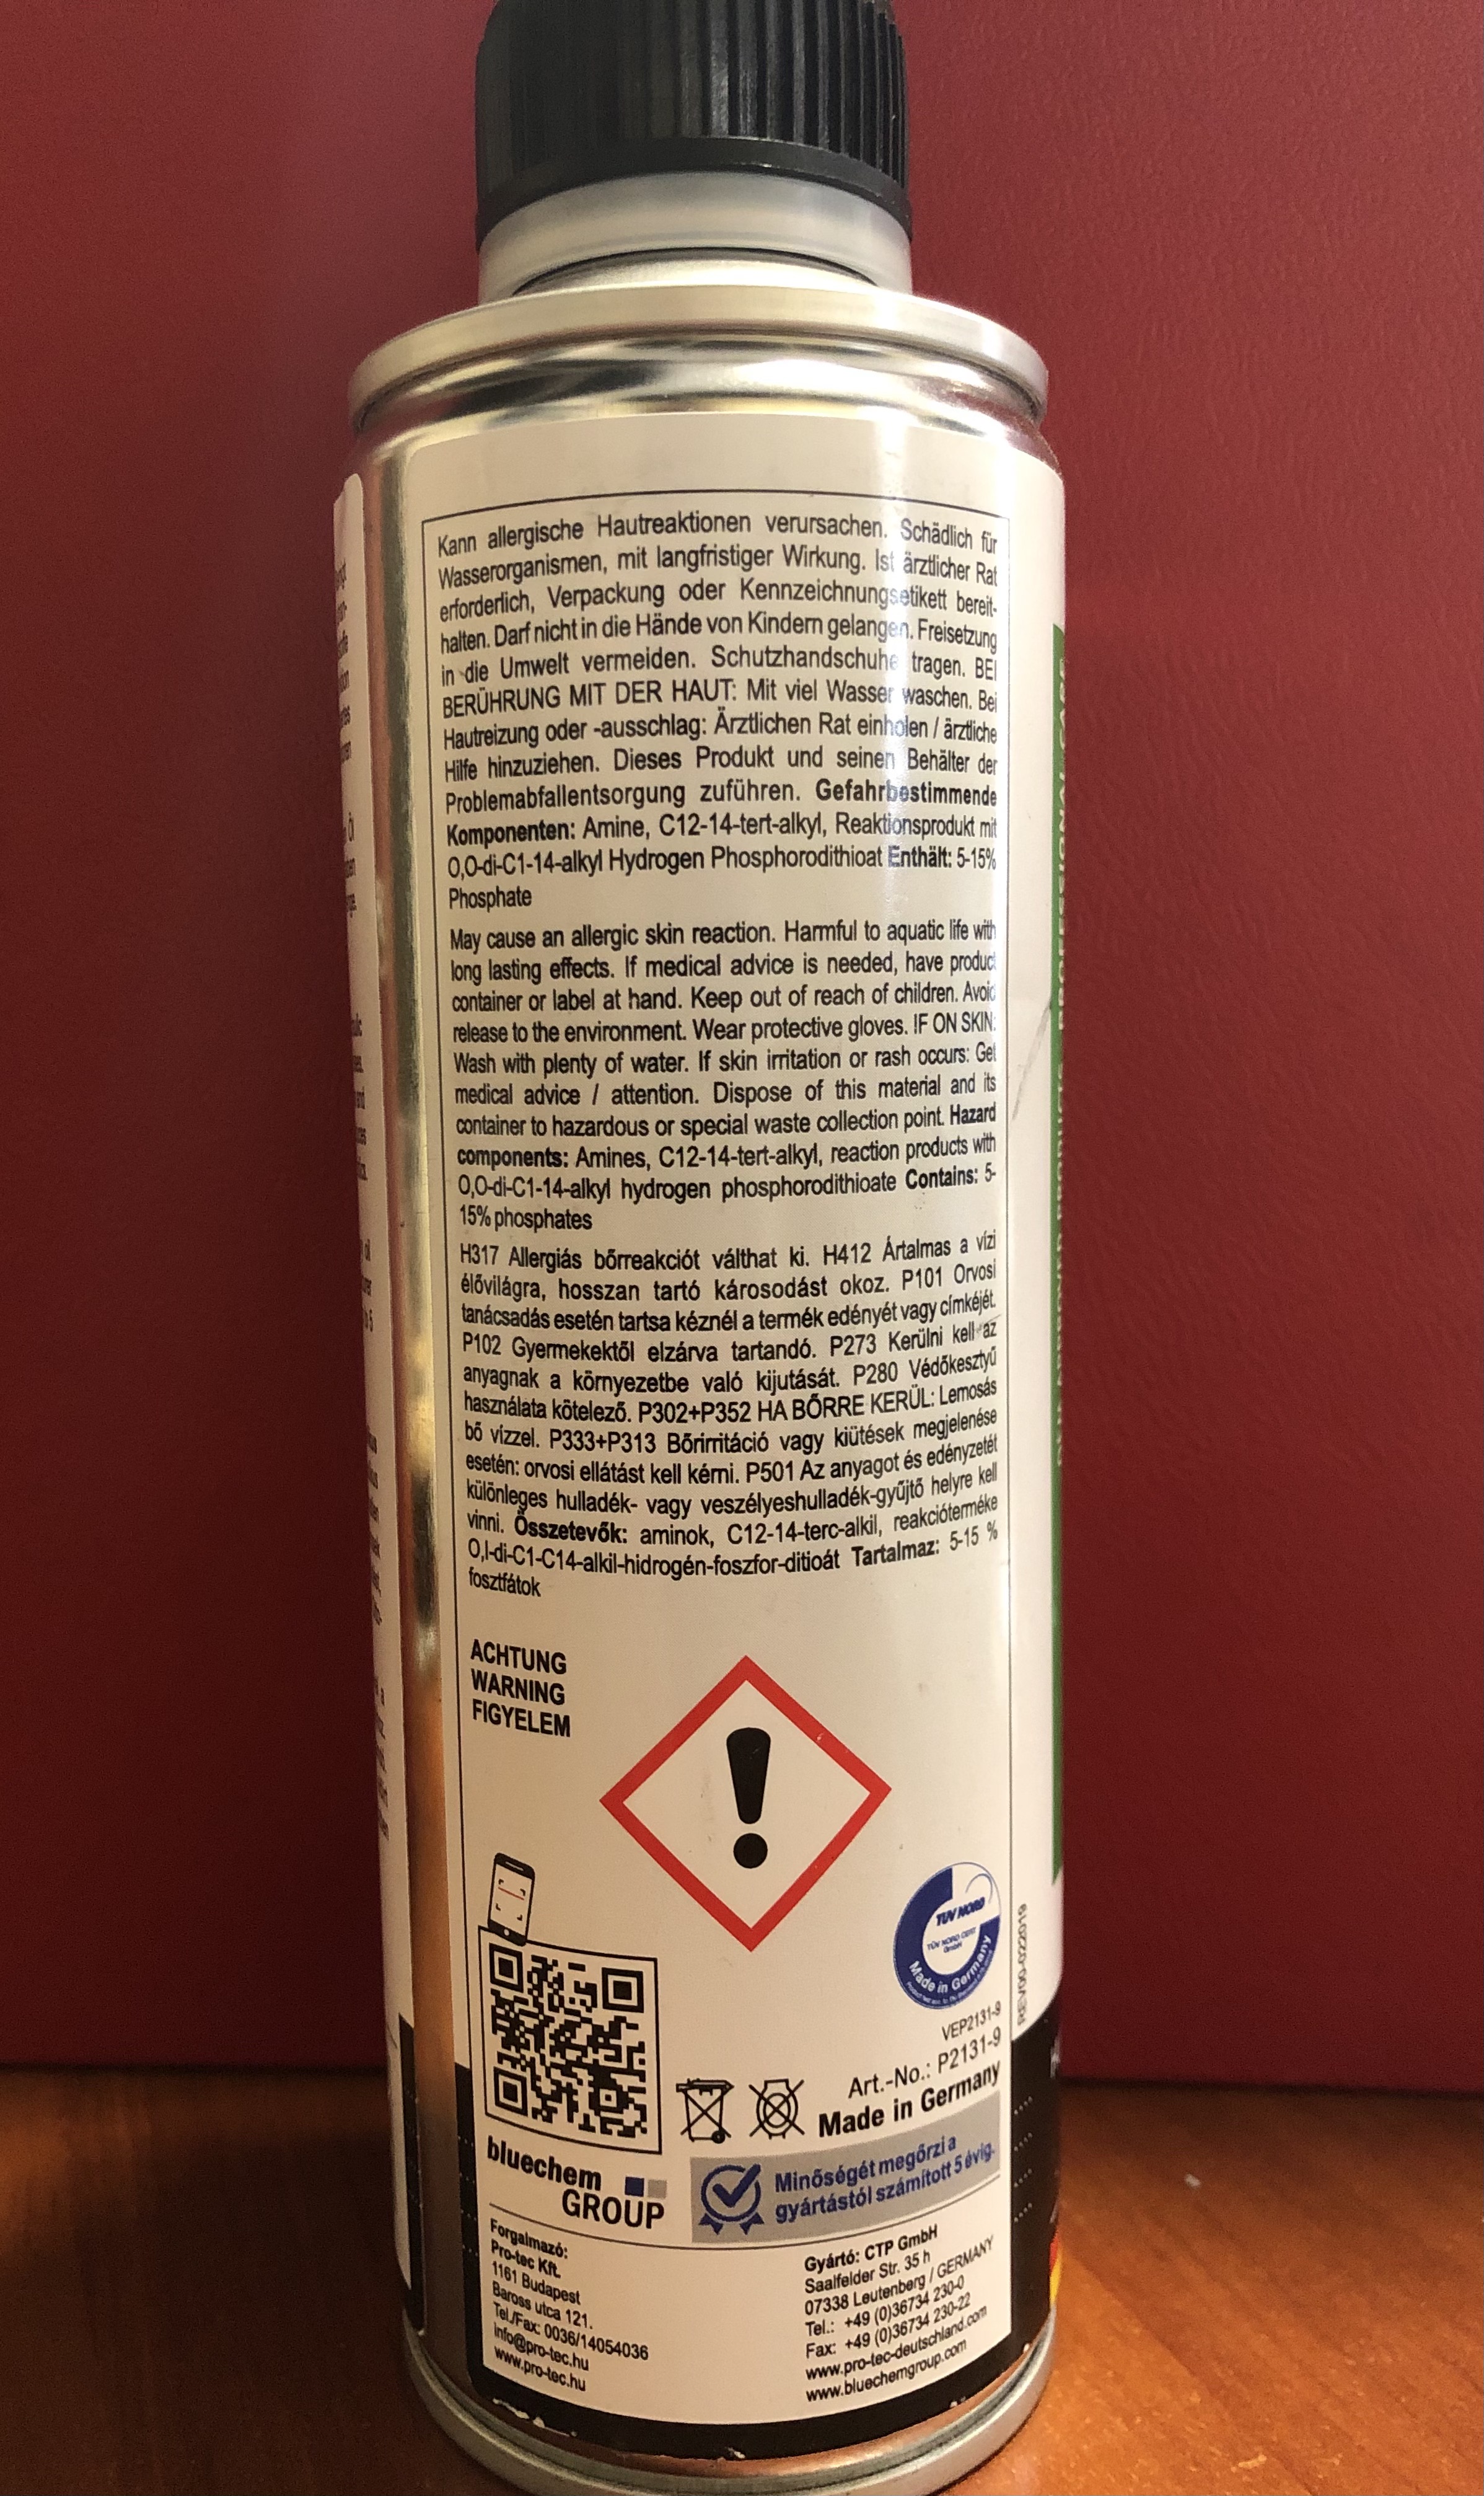 Kann allergische Hautreaktionen verursachen. Schädlich für
Wasserorganismen, mit langfristiger Wirkung. Ist ärztlicher Rat
erforderlich, Verpackung oder Kennzeichnungsetikett bereit-
halten. Darf nicht in die Hände von Kindern gelangen. Freisetzung
in die Umwelt vermeiden. Schutzhandschuhe tragen. BEI
BERÜHRUNG MIT DER HAUT: Mit viel Wasser waschen. Bei
Hautreizung oder -ausschlag: Ärztlichen Rat einholen / ärztliche
Hilfe hinzuziehen. Dieses Produkt und seinen Behälter der
Problemabfallentsorgung zuführen. Gefahrbestimmende
Komponenten: Amine, C12-14-tert-alkyl, Reaktionsprodukt mit
O,O-di-C1-14-alkyl Hydrogen Phosphorodithioat Enthält: 5-15%
Phosphate
May cause an allergic skin reaction. Harmful to aquatic life with
long lasting effects. If medical advice is needed, have product
container or label at hand. Keep out of reach of children. Avoid
release to the environment. Wear protective gloves. IF ON SKIN:
Wash with plenty of water. If skin irritation or rash occurs: Get
medical advice / attention. Dispose of this material and its
container to hazardous or special waste collection point. Hazard
components: Amines, C12-14-tert-alkyl, reaction products with
O,O-di-C1-14-alkyl hydrogen phosphorodithioate Contains: 5-
15% phosphates
H317 Allergiás bőrreakciót válthat ki. H412 Ártalmas a vízi
élővilágra, hosszan tartó károsodást okoz. P101 Orvosi
tanácsadás esetén tartsa kéznél a termék edényét vagy címkéjét.
P102 Gyermekektől elzárva tartandó. P273 Kerülni kell az
anyagnak a környezetbe való kijutását. P280 Védőkesztyű
használata kötelező. P302+P352 HA BŐRRE KERÜL: Lemosás
bő vízzel. P333+P313 Bőrirritáció vagy kiütések megjelenése
esetén: orvosi ellátást kell kérni. P501 Az anyagot és edényzetét
különleges hulladék- vagy veszélyeshulladék-gyűjtő helyre kell
vinni. Összetevők: aminok, C12-14-terc-alkil, reakcióterméke
O,I-di-C1-C14-alkil-hidrogén-foszfor-ditioát Tartalmaz: 5-15 %
fosztfátok
ACHTUNG
WARNING
FIGYELEM
TÜV NORD
TÜV NORD CERT
GmbH
Made in Germany
REV00-022019
VEP2131-9
Art.-No.: P2131-9
Made in Germany
bluechem
GROUP
Minőségét megőrzi a
gyártástól számított 5 évig.
Forgalmazó:
Pro-tec Kft.
1161 Budapest
Baross utca 121.
Tel./Fax: 0036/14054036
info@pro-tec.hu
www.pro-tec.hu
Gyártó: CTP GmbH
Saalfelder Str. 35 h
07338 Leutenberg / GERMANY
Tel.: +49 (0)36734 230-0
Fax: +49 (0)36734 230-22
www.pro-tec-deutschland.com
www.bluechemgroup.com